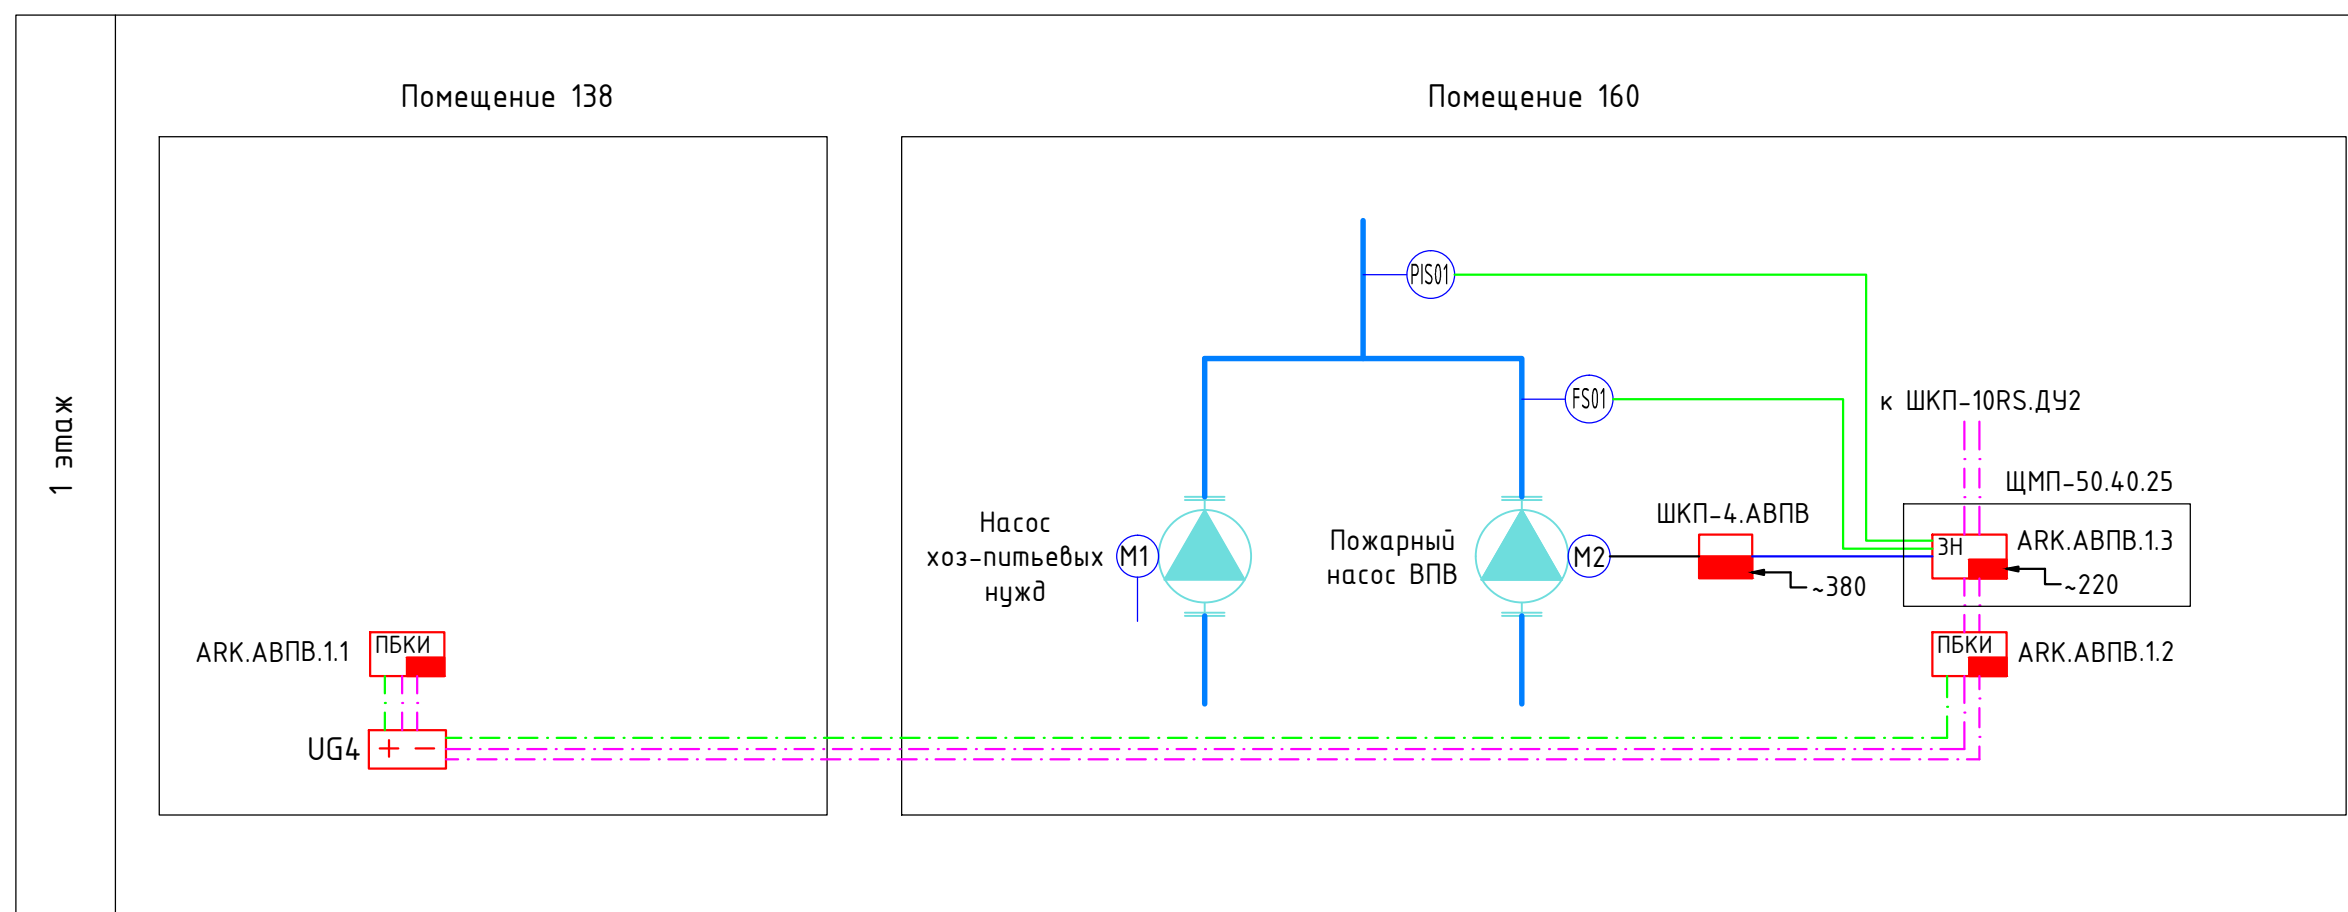 1 этаж
Помещение 138
Помещение 160
PIS01
FS01
к ШКП-10RS.ДУ2
ЩМП-50.40.25
Насос
хоз-питьевых
нужд
M1
Пожарный
насос ВПВ
M2
ШКП-4.АВПВ
~380
ЗН
ARK.АВПВ.1.3
~220
ARK.АВПВ.1.1
ПБКИ
ПБКИ
ARK.АВПВ.1.2
UG4
+ -